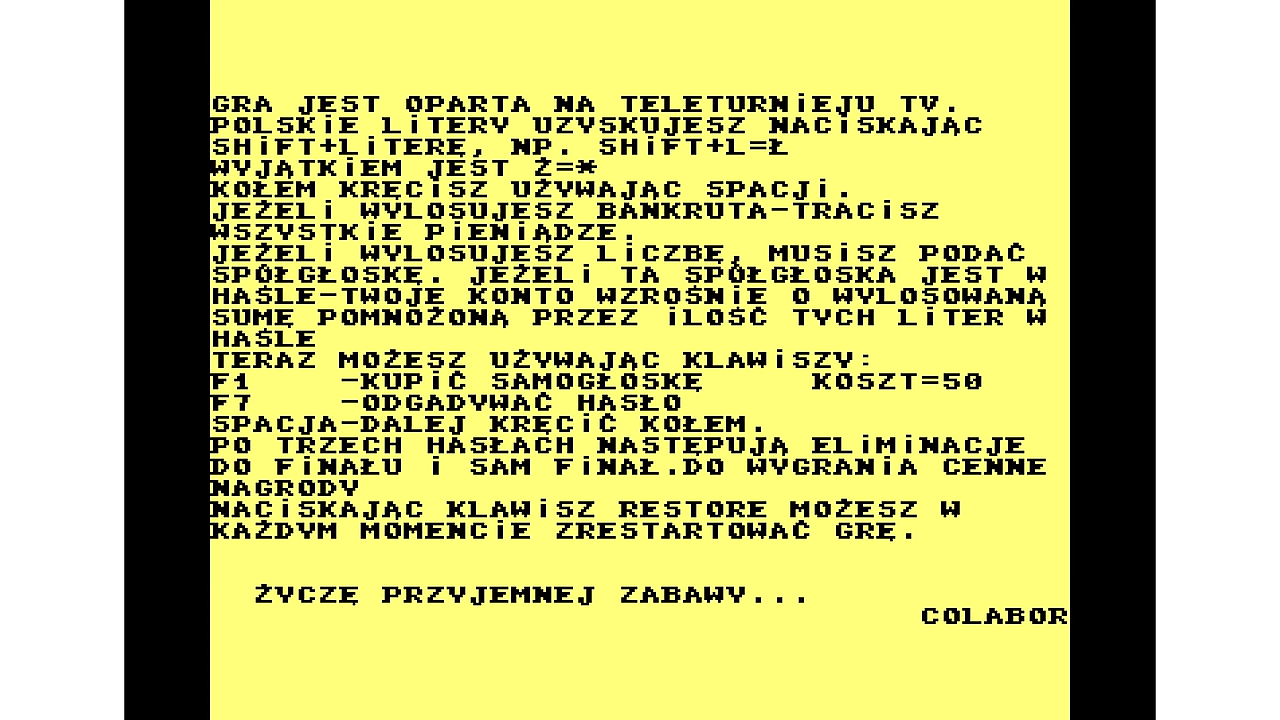 GRA JEST OPARTA NA TELETURNiEJU TV.
POLSKiE LiTERY UZYSKUJESZ NACiSKAJĄC
SHiFT+LiTERĘ, NP. SHiFT+L=Ł
WYJĄTKiEM JEST Ż=*
KOŁEM KRĘCiSZ UŻYWAJĄC SPACJi.
JEŻELi WYLOSUJESZ BANKRUTA-TRACiSZ
WSZYSTKiE PiENiĄDZE.
JEŻELi WYLOSUJESZ LiCZBĘ, MUSiSZ PODAĆ
SPÓŁGŁOSKĘ. JEŻELi TA SPÓŁGŁOSKA JEST W
HAŚLE-TWOJE KONTO WZROŚNiE O WYLOSOWANĄ
SUMĘ POMNOŻONĄ PRZEZ iLOŚĆ TYCH LiTER W
HAŚLE
TERAZ MOŻESZ UŻYWAJĄC KLAWiSZY:
F1 -KUPiĆ SAMOGŁOSKĘ KOSZT=50
F7 -ODGADYWAĆ HASŁO
SPACJA-DALEJ KRĘCiĆ KOŁEM.
PO TRZECH HASŁACH NASTĘPUJĄ ELiMiNACJE
DO FiNAŁU i SAM FiNAŁ.DO WYGRANiA CENNE
NAGRODY
NACiSKAJĄC KLAWiSZ RESTORE MOŻESZ W
KAŻDYM MOMENCiE ZRESTARTOWAĆ GRĘ.
ŻYCZĘ PRZYJEMNEJ ZABAWY...
COLABOR